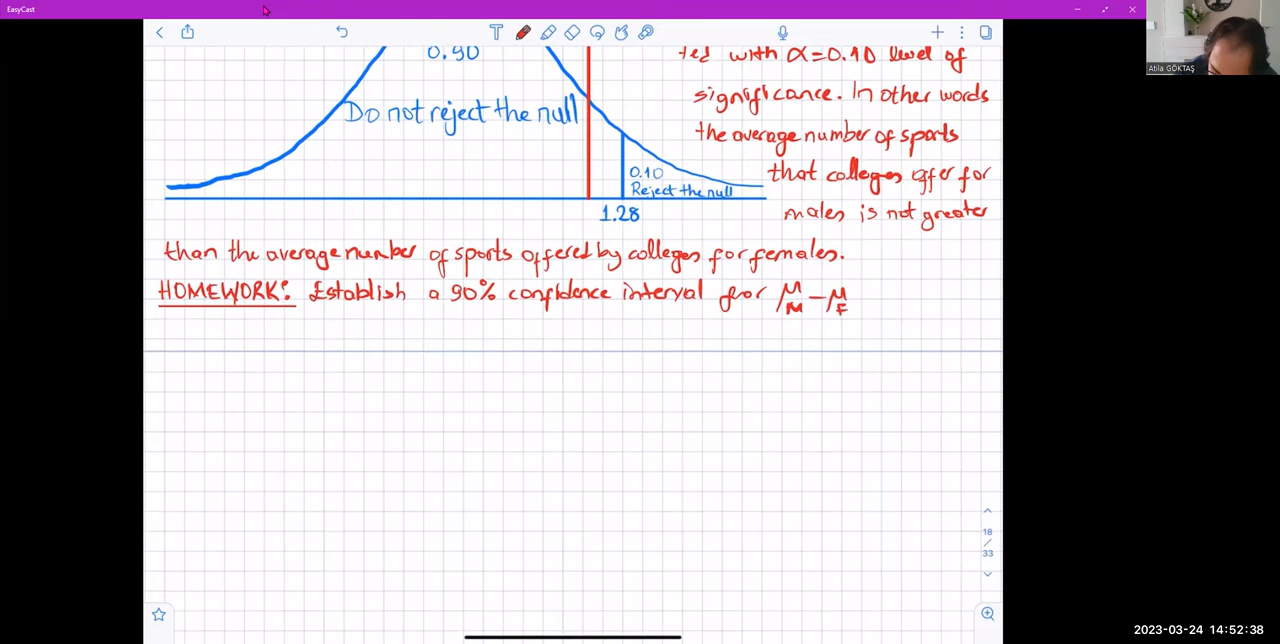 EasyCast
Atila GÖKTAŞ
0.90
Do not reject the null
0.10
Reject the null
1.28
ted with α=0.10 level of
significance. In other words
the average number of sports
that colleges offer for
males is not greater
than the average number of sports offered by colleges for females.
HOMEWORK: Establish a 90% confidence interval for μ_M - μ_F
18
/
33
2023-03-24 14:52:38